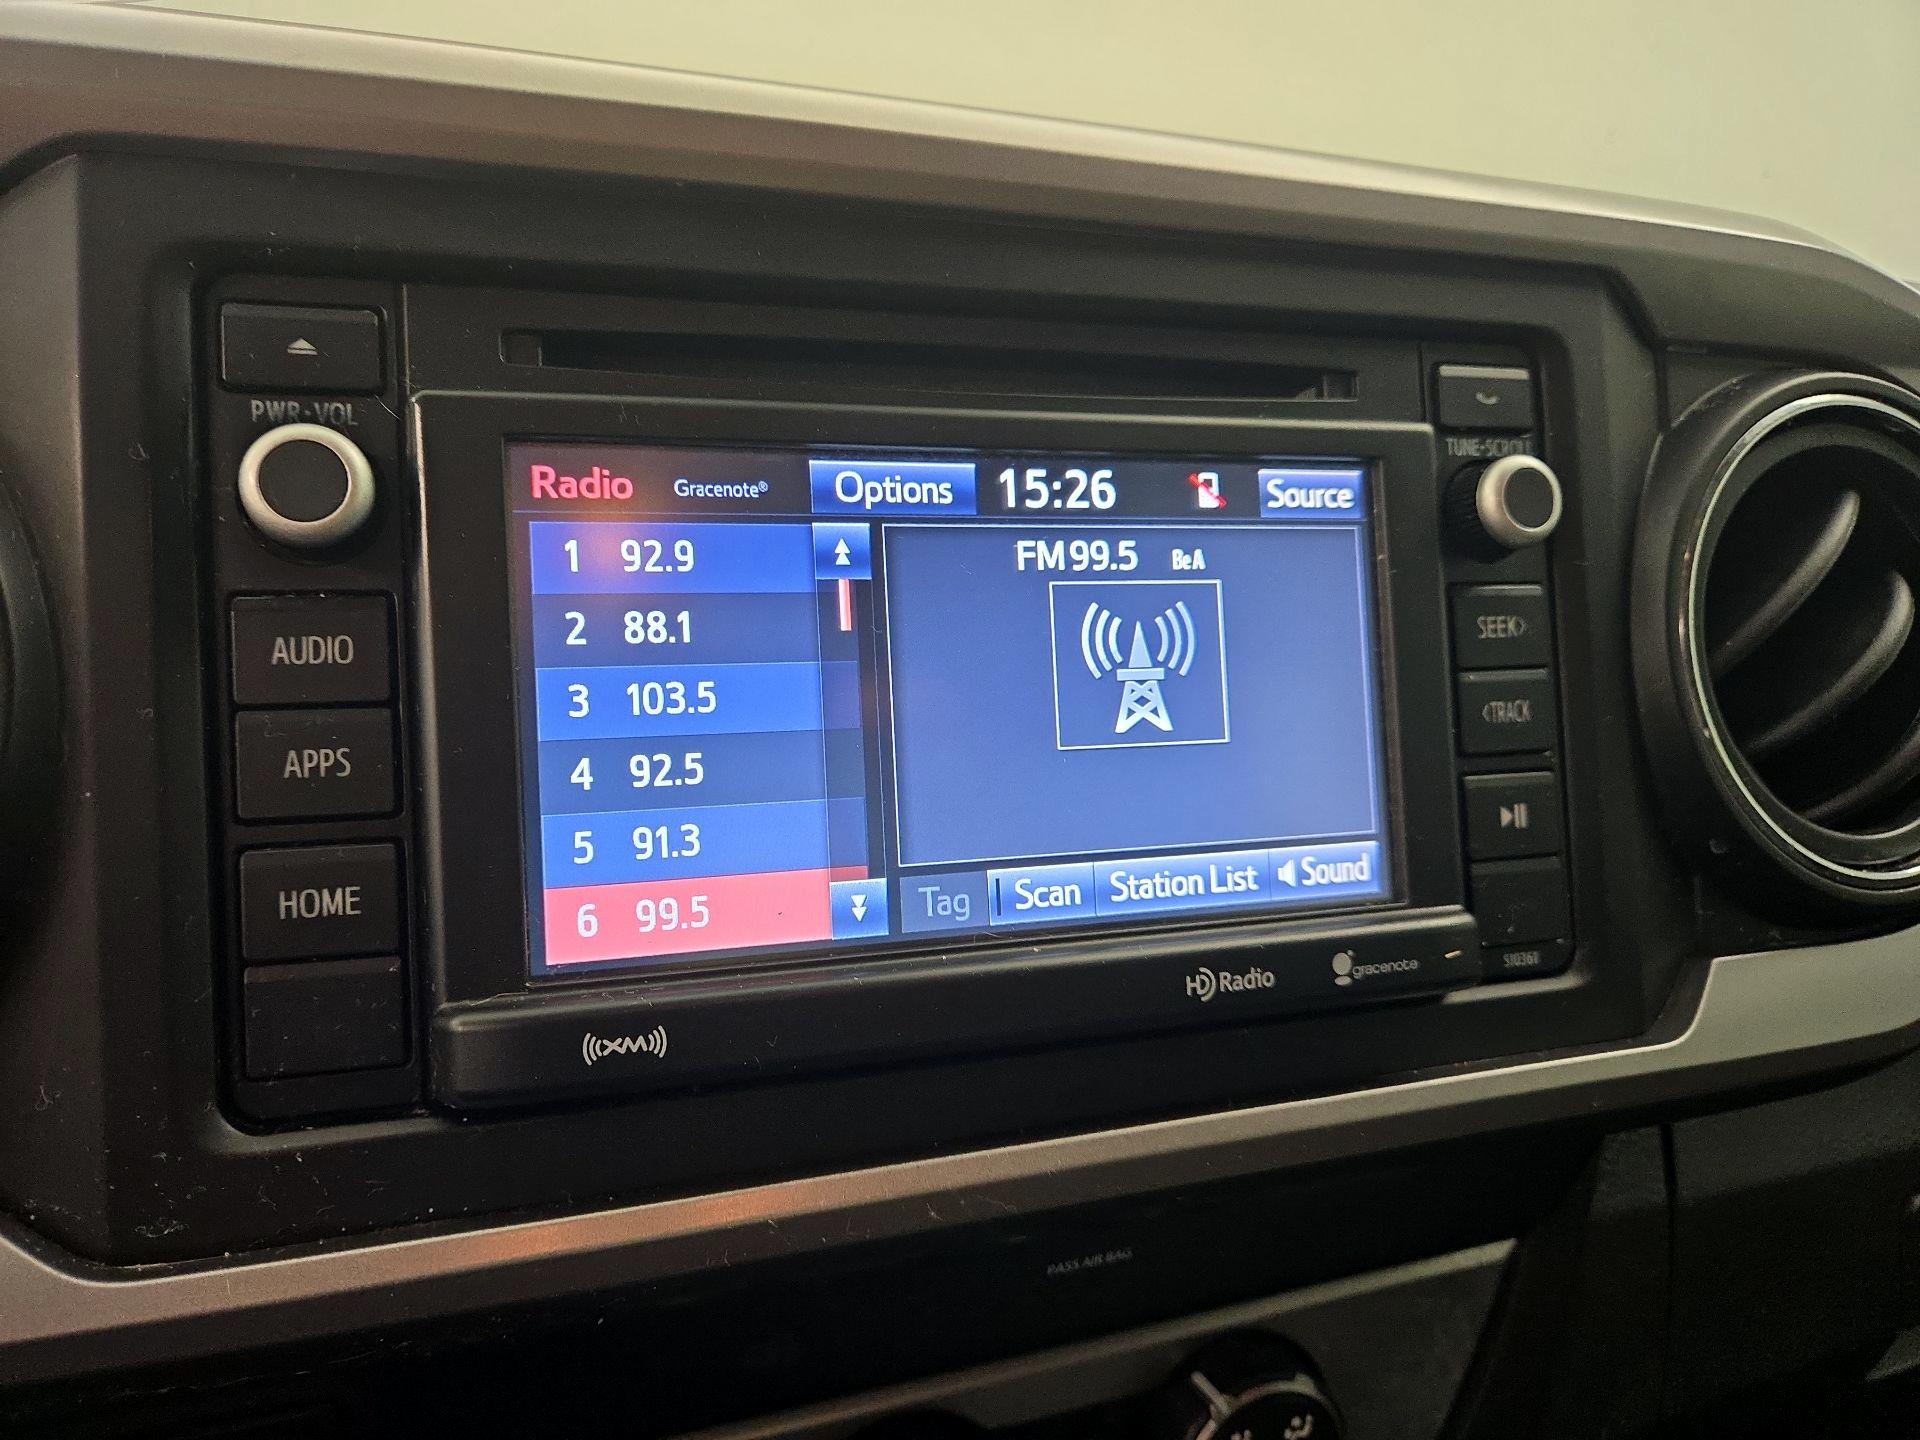 PWR•VOL
AUDIO
APPS
HOME
Radio Gracenote® Options 15:26 Source
1 92.9
2 88.1
3 103.5
4 92.5
5 91.3
6 99.5
FM 99.5 BeA
Tag Scan Station List Sound
TUNE•SCROLL
SEEK>
<TRACK
510361
((XM))
HD Radio
gracenote
PASS AIR BAG